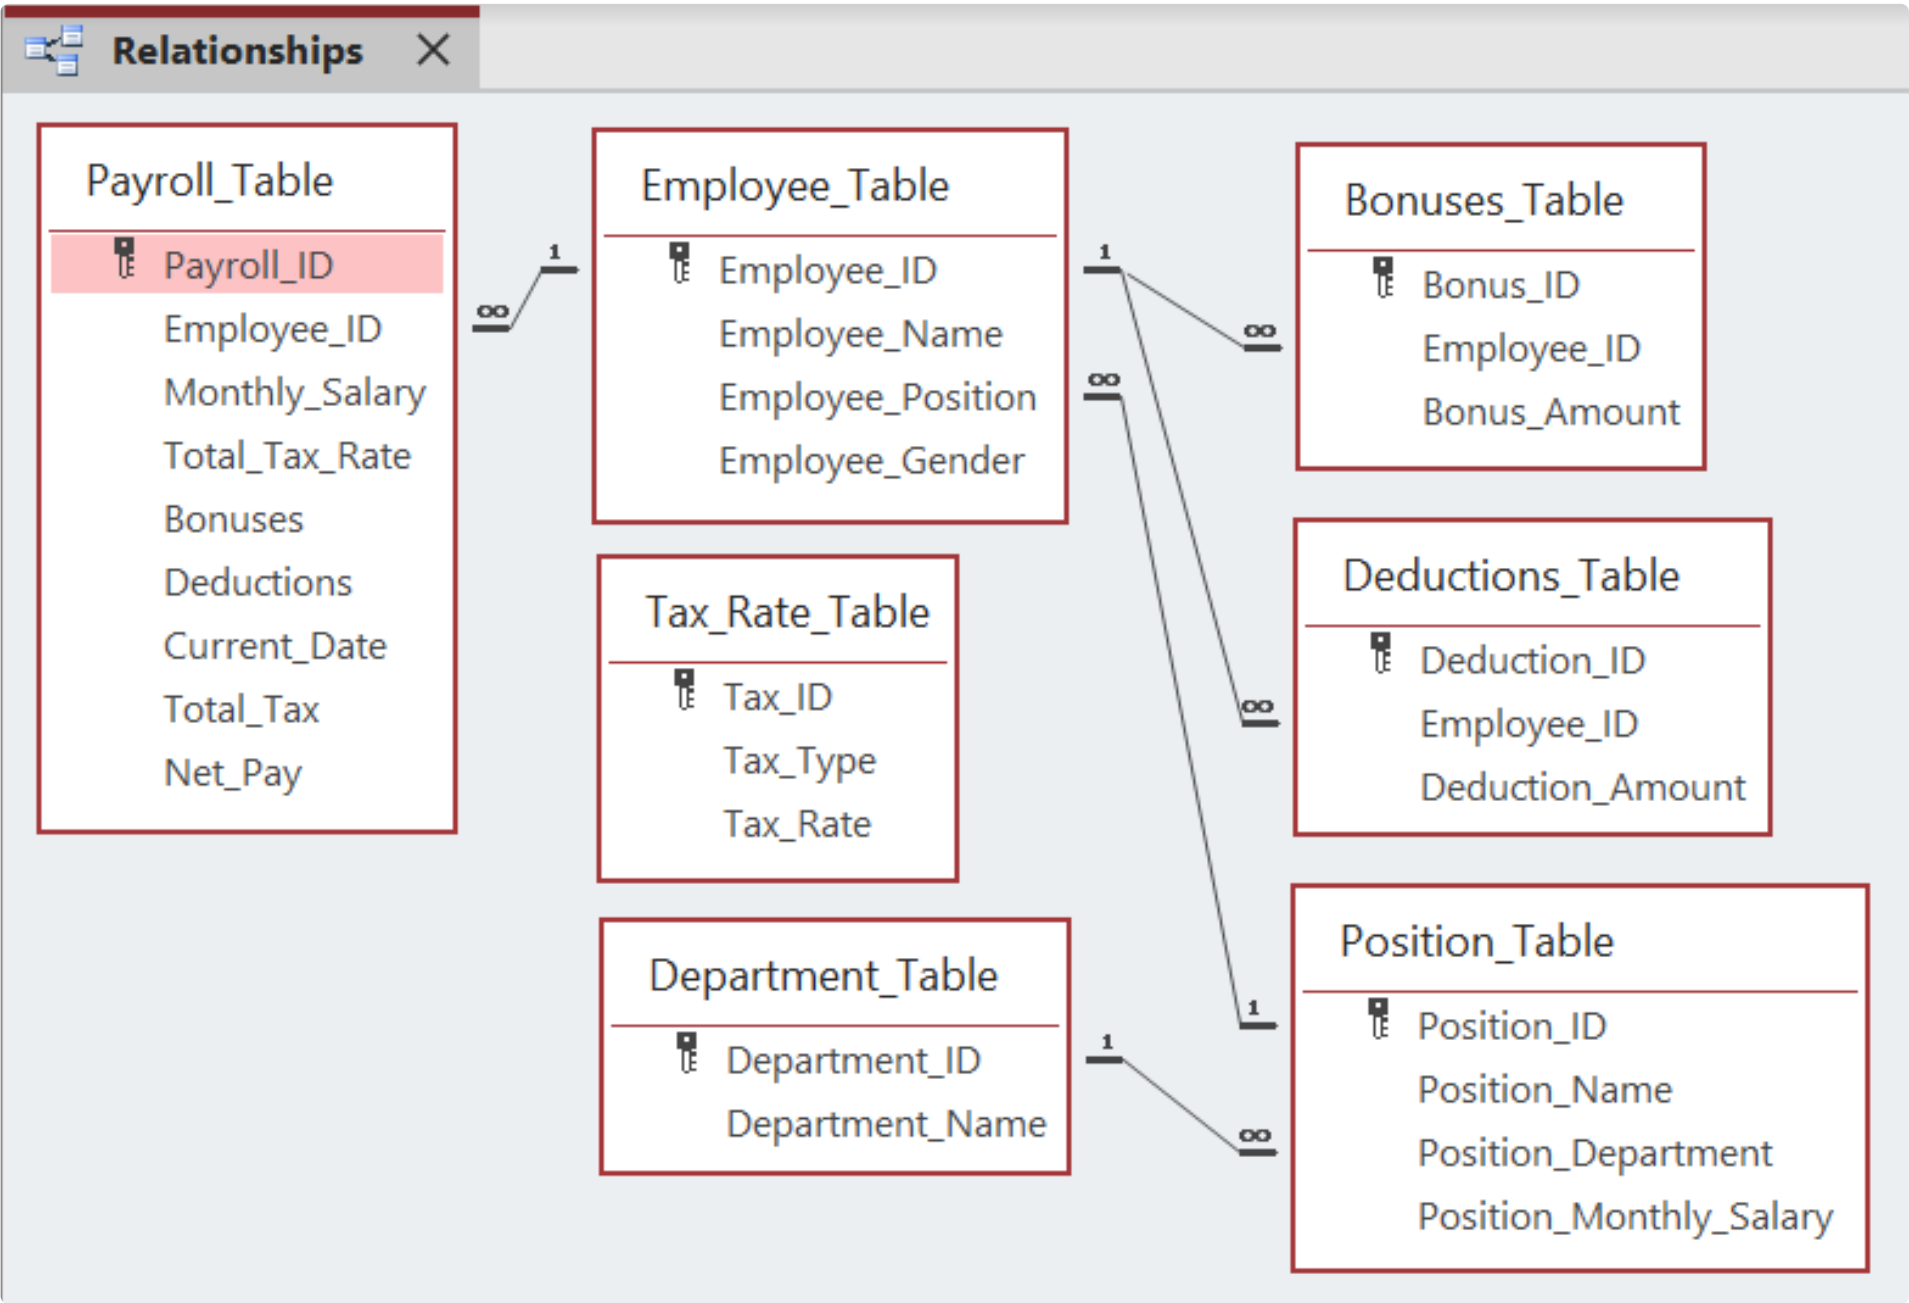 Relationships
Payroll_Table
Payroll_ID
Employee_ID
Monthly_Salary
Total_Tax_Rate
Bonuses
Deductions
Current_Date
Total_Tax
Net_Pay
1
∞
Employee_Table
Employee_ID
Employee_Name
Employee_Position
Employee_Gender
1
∞
∞
Bonuses_Table
Bonus_ID
Employee_ID
Bonus_Amount
Tax_Rate_Table
Tax_ID
Tax_Type
Tax_Rate
∞
Deductions_Table
Deduction_ID
Employee_ID
Deduction_Amount
Department_Table
Department_ID
Department_Name
1
1
∞
Position_Table
Position_ID
Position_Name
Position_Department
Position_Monthly_Salary